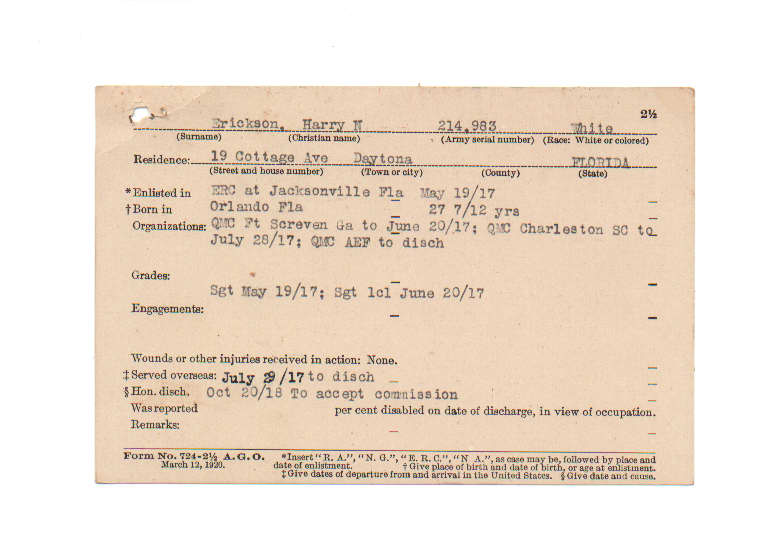 2½
Erickson, Harry N 214,983 White
(Surname) (Christian name) (Army serial number) (Race: White or colored)
Residence: 19 Cottage Ave Daytona FLORIDA
(Street and house number) (Town or city) (County) (State)
*Enlisted in ERC at Jacksonville Fla May 19/17
†Born in Orlando Fla 27 7/12 yrs
Organizations: QMC Ft Screven Ga to June 20/17; QMC Charleston SC to
July 28/17; QMC AEF to disch
Grades:
Sgt May 19/17; Sgt 1cl June 20/17
Engagements:
Wounds or other injuries received in action: None.
‡Served overseas: July 29/17 to disch
§Hon. disch. Oct 20/18 To accept commission
Was reported per cent disabled on date of discharge, in view of occupation.
Remarks:
Form No. 724-2½ A. G. O. *Insert "R. A.", "N. G.", "E. R. C.", "N A.", as case may be, followed by place and
March 12, 1920. date of enlistment. †Give place of birth and date of birth, or age at enlistment.
‡Give dates of departure from and arrival in the United States. §Give date and cause.